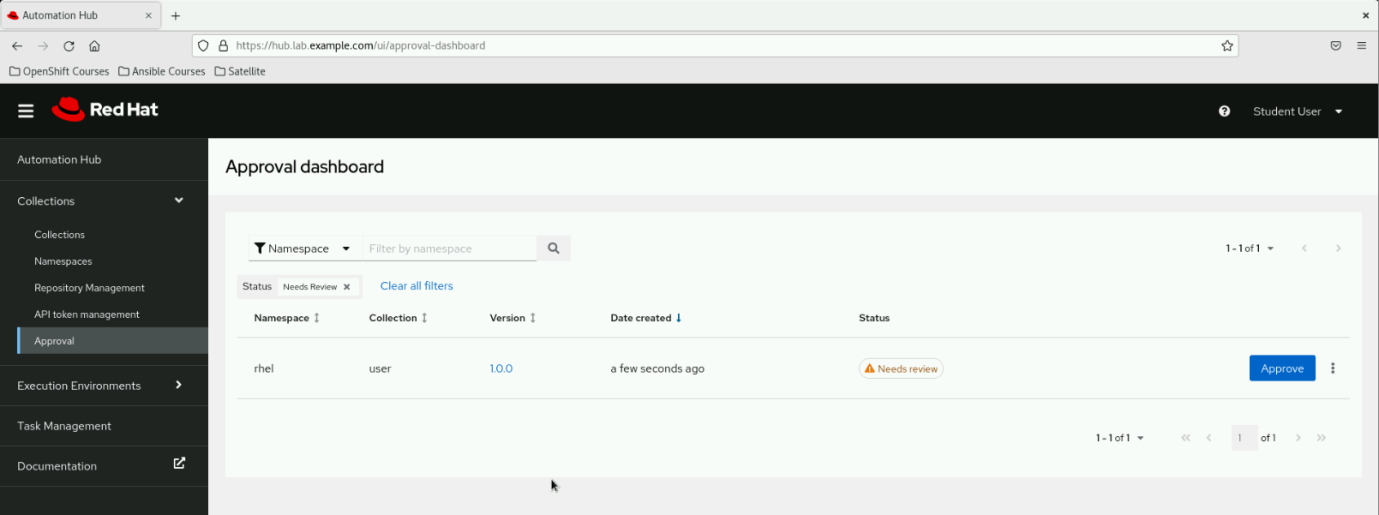 Automation Hub
https://hub.lab.example.com/ui/approval-dashboard
OpenShift Courses Ansible Courses Satellite
Red Hat
Student User
Automation Hub
Collections
Collections
Namespaces
Repository Management
API token management
Approval
Execution Environments
Task Management
Documentation
Approval dashboard
Namespace Filter by namespace 1 - 1 of 1
Status Needs Review Clear all filters
Namespace Collection Version Date created Status
rhel user 1.0.0 a few seconds ago Needs review Approve
1 - 1 of 1 1 of 1